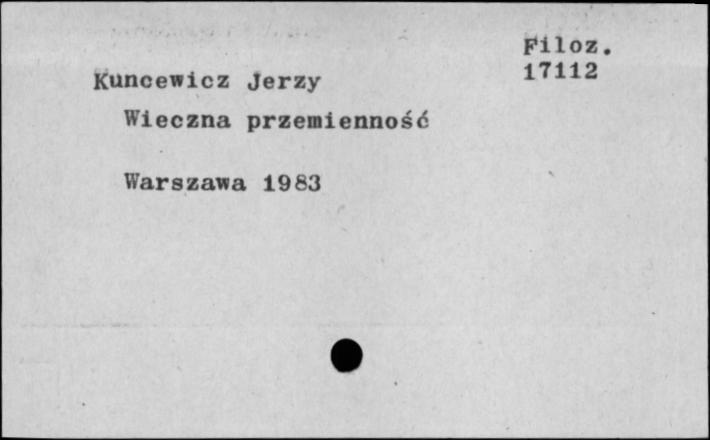 Filoz.
17112
Kuncewicz Jerzy
Wieczna przemienność
Warszawa 1983